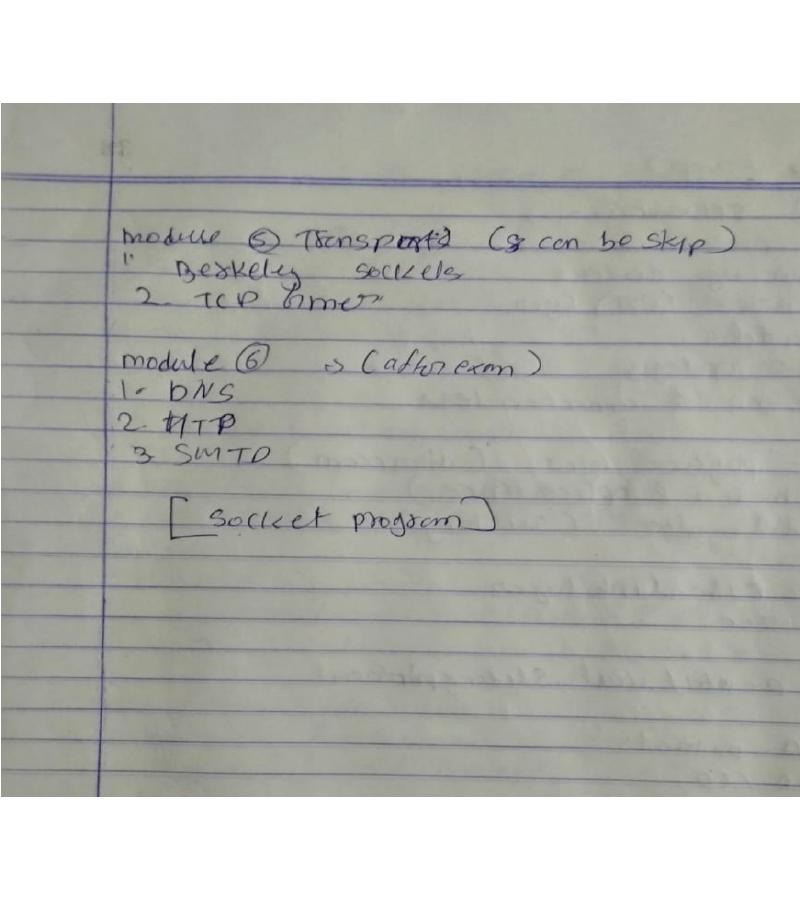 module ⑤ Transport (can be skip)
1. Berkeley sockets
2. TCP timer
module ⑥ → (after exam)
1. DNS
2. HTTP
3. SMTP
[socket program]